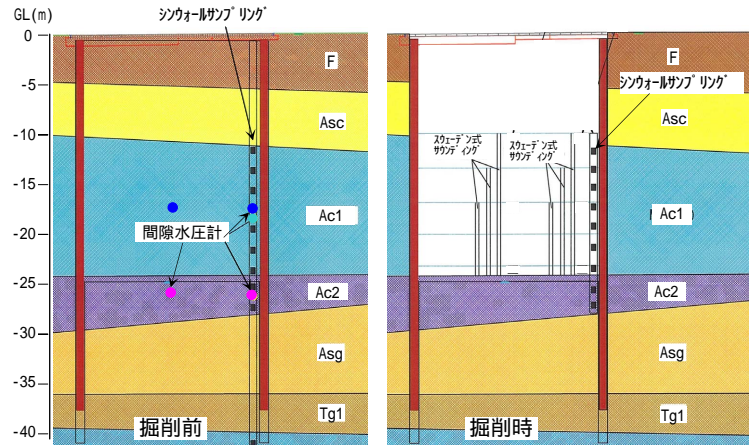 GL(m)
0
-5
-10
-15
-20
-25
-30
-35
-40
シンウォールサンプリング
F
Asc
Ac1
間隙水圧計
Ac2
Asg
Tg1
掘削前
F
シンウォールサンプリング
Asc
スウェーデン式
サウンディング
スウェーデン式
サウンディング
Ac1
Ac2
Asg
Tg1
掘削時